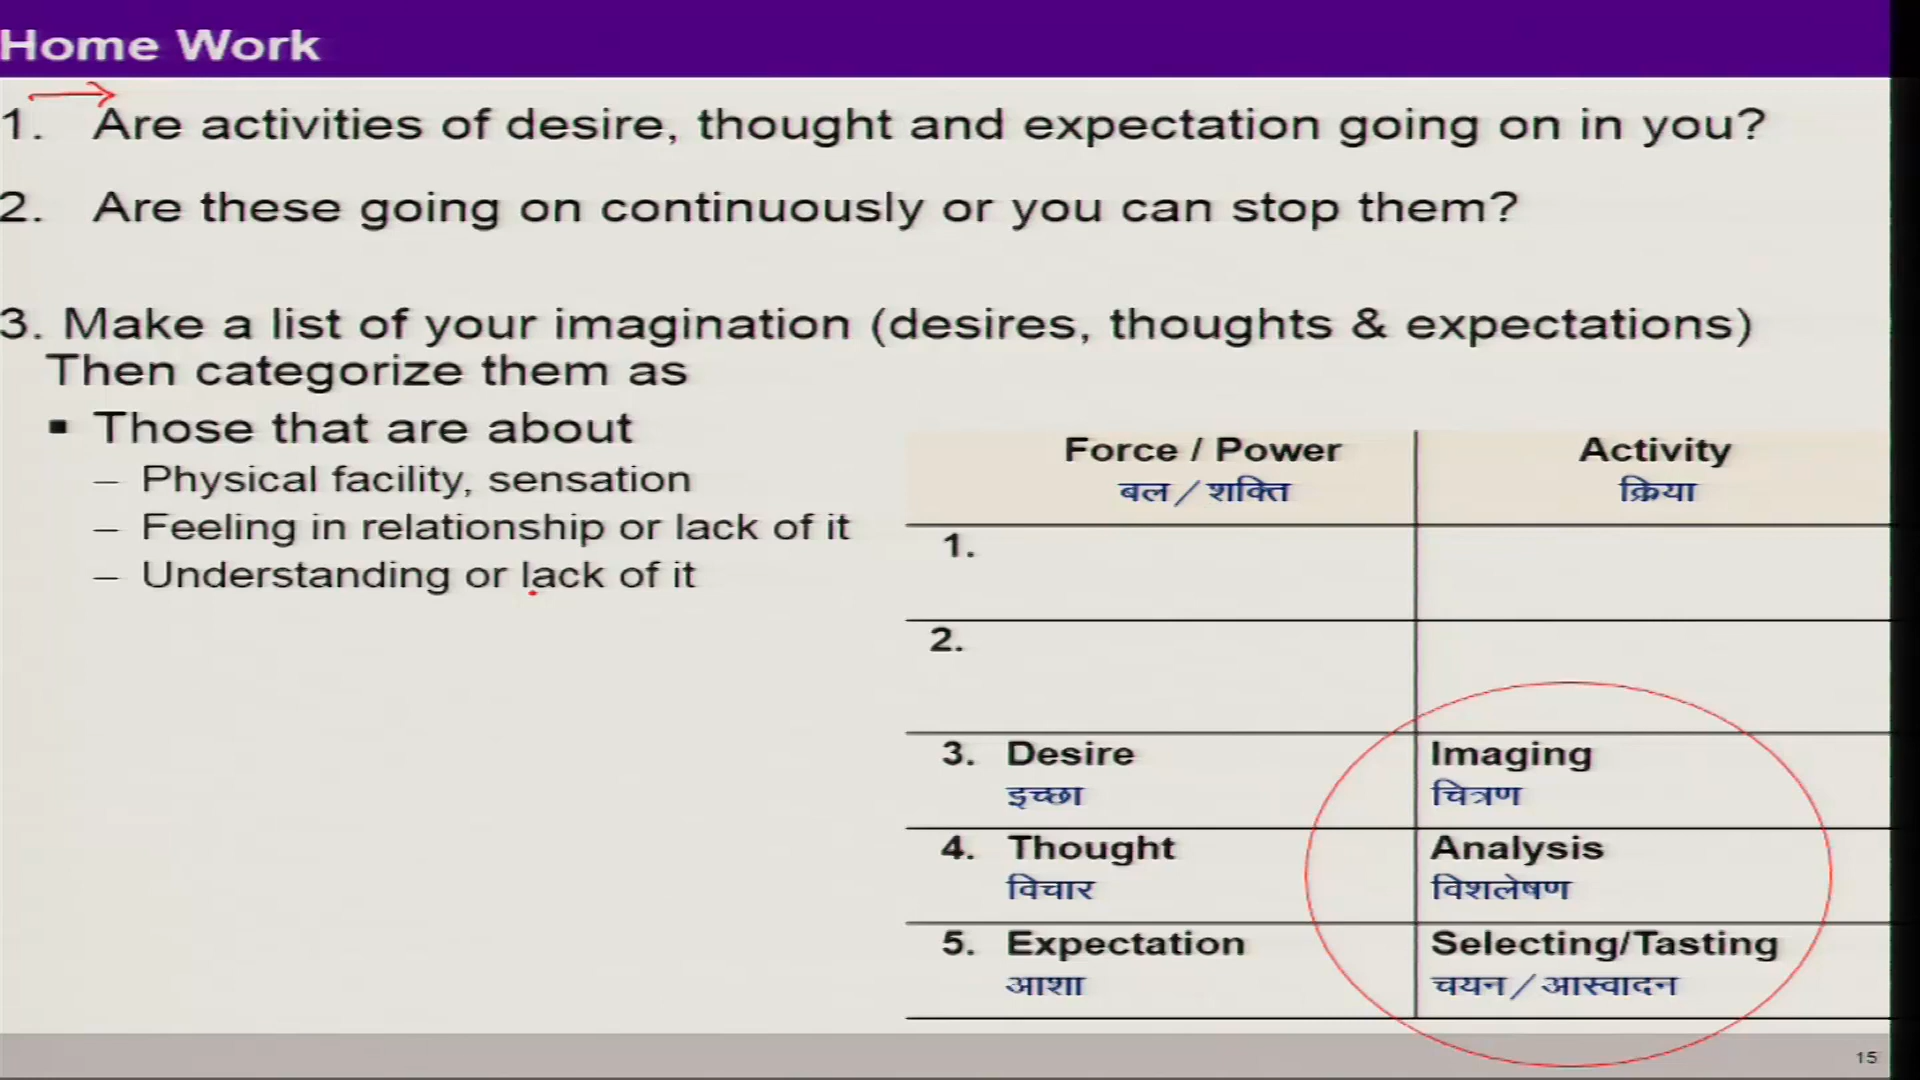 Home Work
1. Are activities of desire, thought and expectation going on in you?
2. Are these going on continuously or you can stop them?
3. Make a list of your imagination (desires, thoughts & expectations)
Then categorize them as
▪ Those that are about
– Physical facility, sensation
– Feeling in relationship or lack of it
– Understanding or lack of it
Force / Power Activity
बल / शक्ति क्रिया
1.
2.
3. Desire Imaging
इच्छा चित्रण
4. Thought Analysis
विचार विशलेषण
5. Expectation Selecting/Tasting
आशा चयन / आस्वादन
15